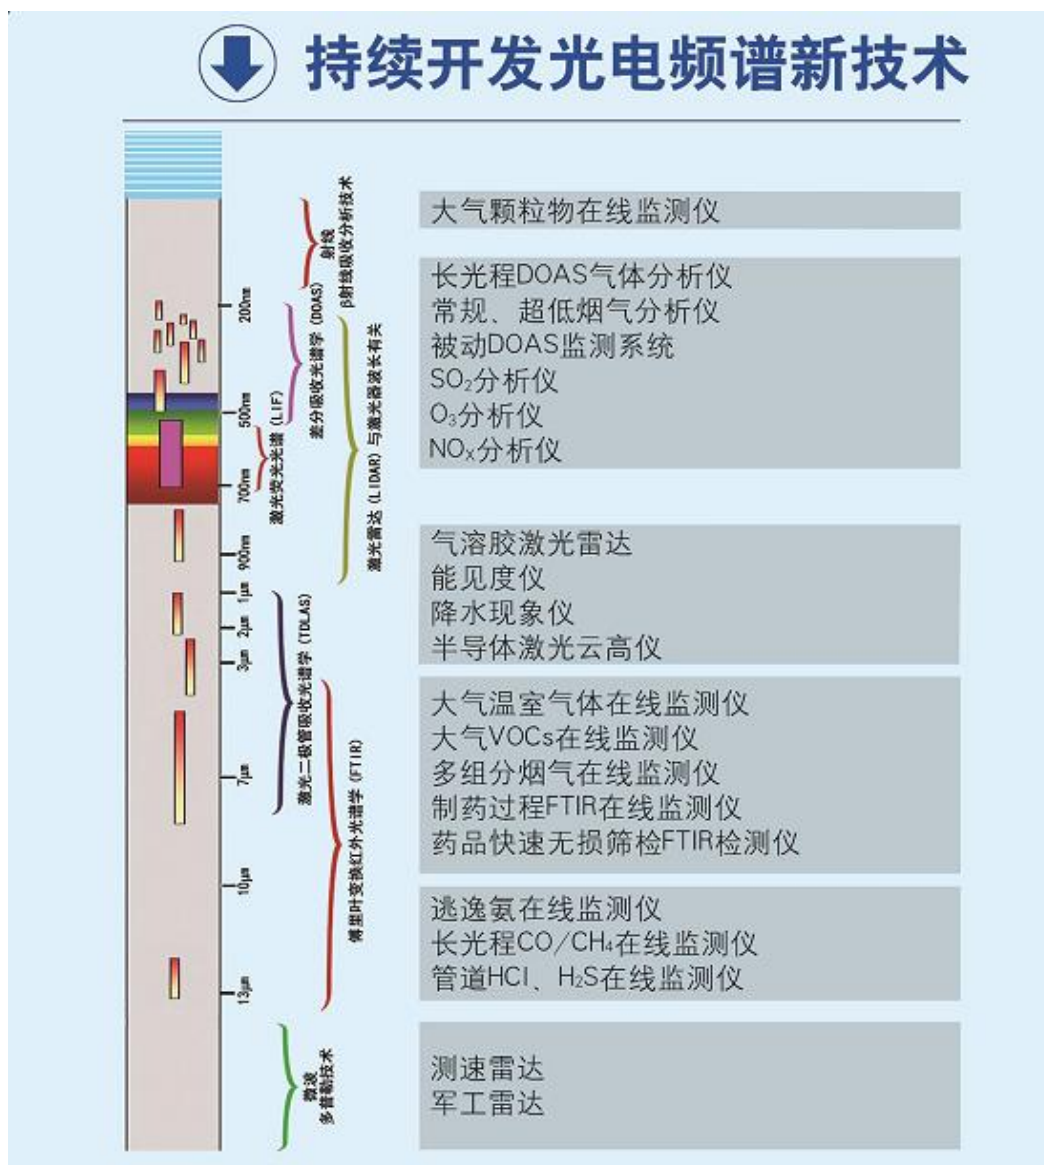 持续开发光电频谱新技术
射线
β射线吸收分析技术
差分吸收光谱学(DOAS)
激光荧光光谱(LIF)
激光雷达(LIDAR)与激光器波长有关
激光二极管吸收光谱学(TDLAS)
傅里叶变换红外光谱学(FTIR)
微波
多普勒技术
200nm
500nm
700nm
900nm
1μm
2μm
3μm
7μm
10μm
13μm
大气颗粒物在线监测仪
长光程DOAS气体分析仪
常规、超低烟气分析仪
被动DOAS监测系统
SO₂分析仪
O₃分析仪
NOₓ分析仪
气溶胶激光雷达
能见度仪
降水现象仪
半导体激光云高仪
大气温室气体在线监测仪
大气VOCs在线监测仪
多组分烟气在线监测仪
制药过程FTIR在线监测仪
药品快速无损筛检FTIR检测仪
逃逸氨在线监测仪
长光程CO/CH₄在线监测仪
管道HCl、H₂S在线监测仪
测速雷达
军工雷达